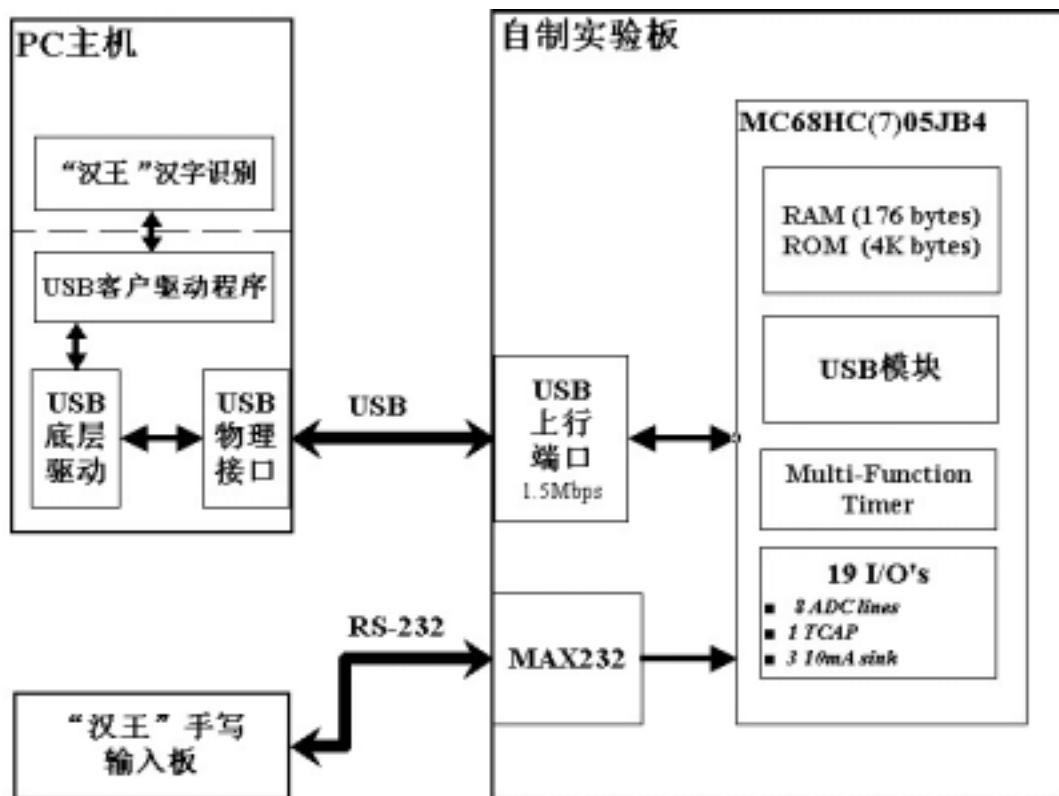 PC主机
“汉王”汉字识别
USB客户驱动程序
USB
底层
驱动
USB
物理
接口
USB
自制实验板
USB
上行
端口
1.5Mbps
MC68HC(7)05JB4
RAM (176 bytes)
ROM (4K bytes)
USB模块
Multi-Function
Timer
19 I/O's
■ 8 ADC lines
■ 1 TCAP
■ 3 10mA sink
RS-232
MAX232
“汉王”手写
输入板